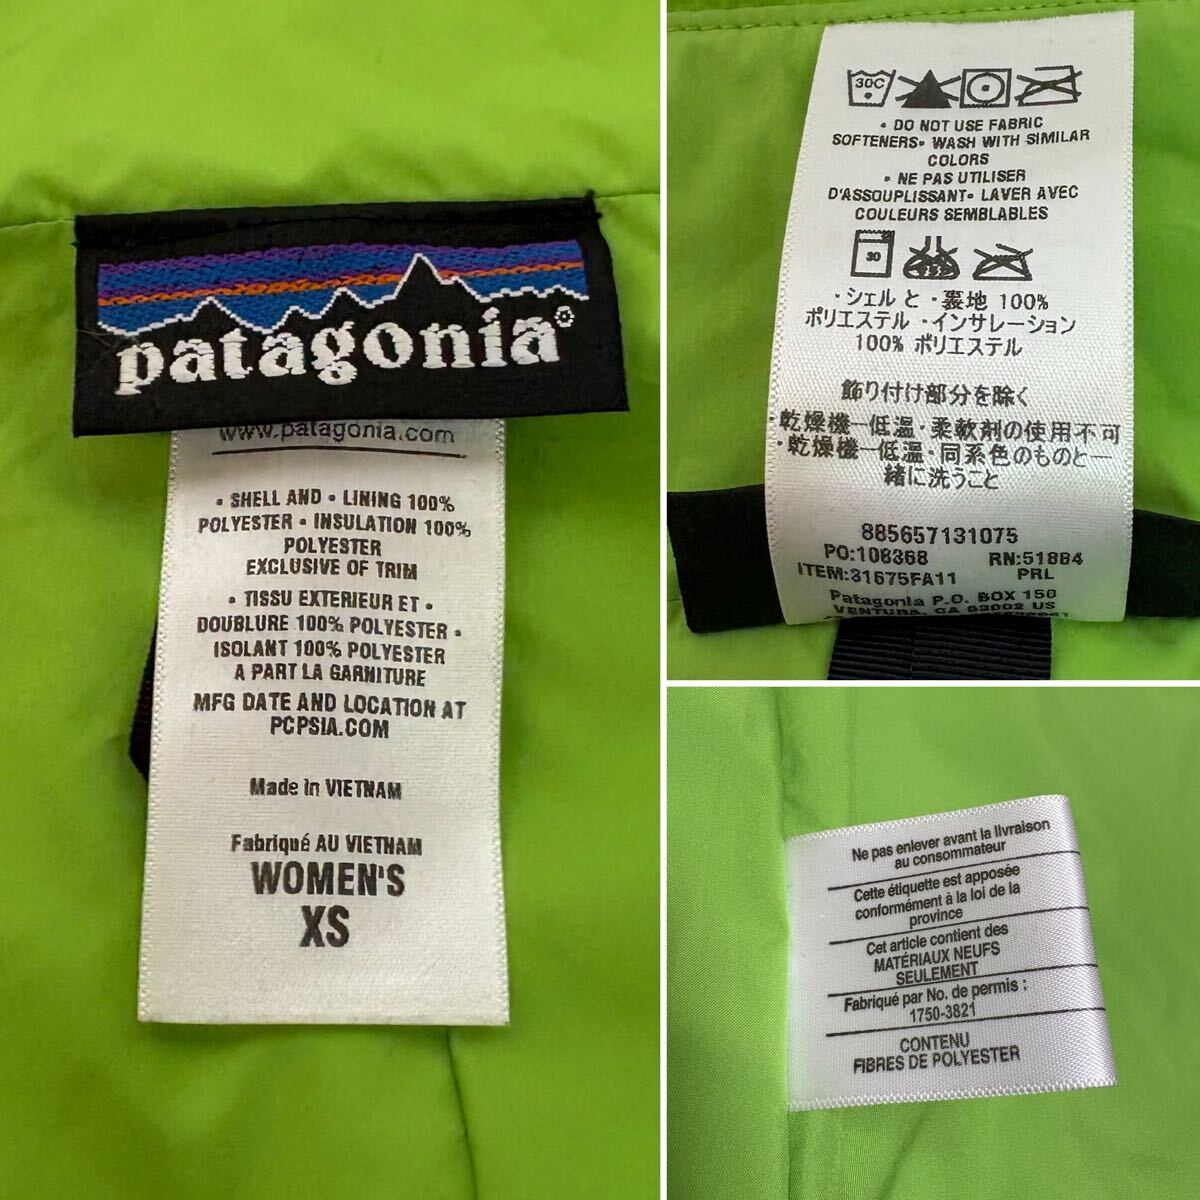 patagonia®
www.patagonia.com
• SHELL AND • LINING 100%
POLYESTER • INSULATION 100%
POLYESTER
EXCLUSIVE OF TRIM
• TISSU EXTERIEUR ET •
DOUBLURE 100% POLYESTER •
ISOLANT 100% POLYESTER
A PART LA GARNITURE
MFG DATE AND LOCATION AT
PCPSIA.COM
Made in VIETNAM
Fabriqué AU VIETNAM
WOMEN'S
XS
30C
• DO NOT USE FABRIC
SOFTENERS• WASH WITH SIMILAR
COLORS
• NE PAS UTILISER
D'ASSOUPLISSANT• LAVER AVEC
COULEURS SEMBLABLES
30
・シェル と ・裏地 100%
ポリエステル ・インサレーション
100% ポリエステル
飾り付け部分を除く
・乾燥機―低温・柔軟剤の使用不可
・乾燥機―低温・同系色のものと一
緒に洗うこと
885657131075
PO:106368 RN:51884
ITEM:31675FA11 PRL
Patagonia P.O. BOX 150
VENTURA, CA 93002 US
Ne pas enlever avant la livraison
au consommateur
Cette étiquette est apposée
conformément à la loi de la
province
Cet article contient des
MATÉRIAUX NEUFS
SEULEMENT
Fabriqué par No. de permis :
1750-3821
CONTENU
FIBRES DE POLYESTER